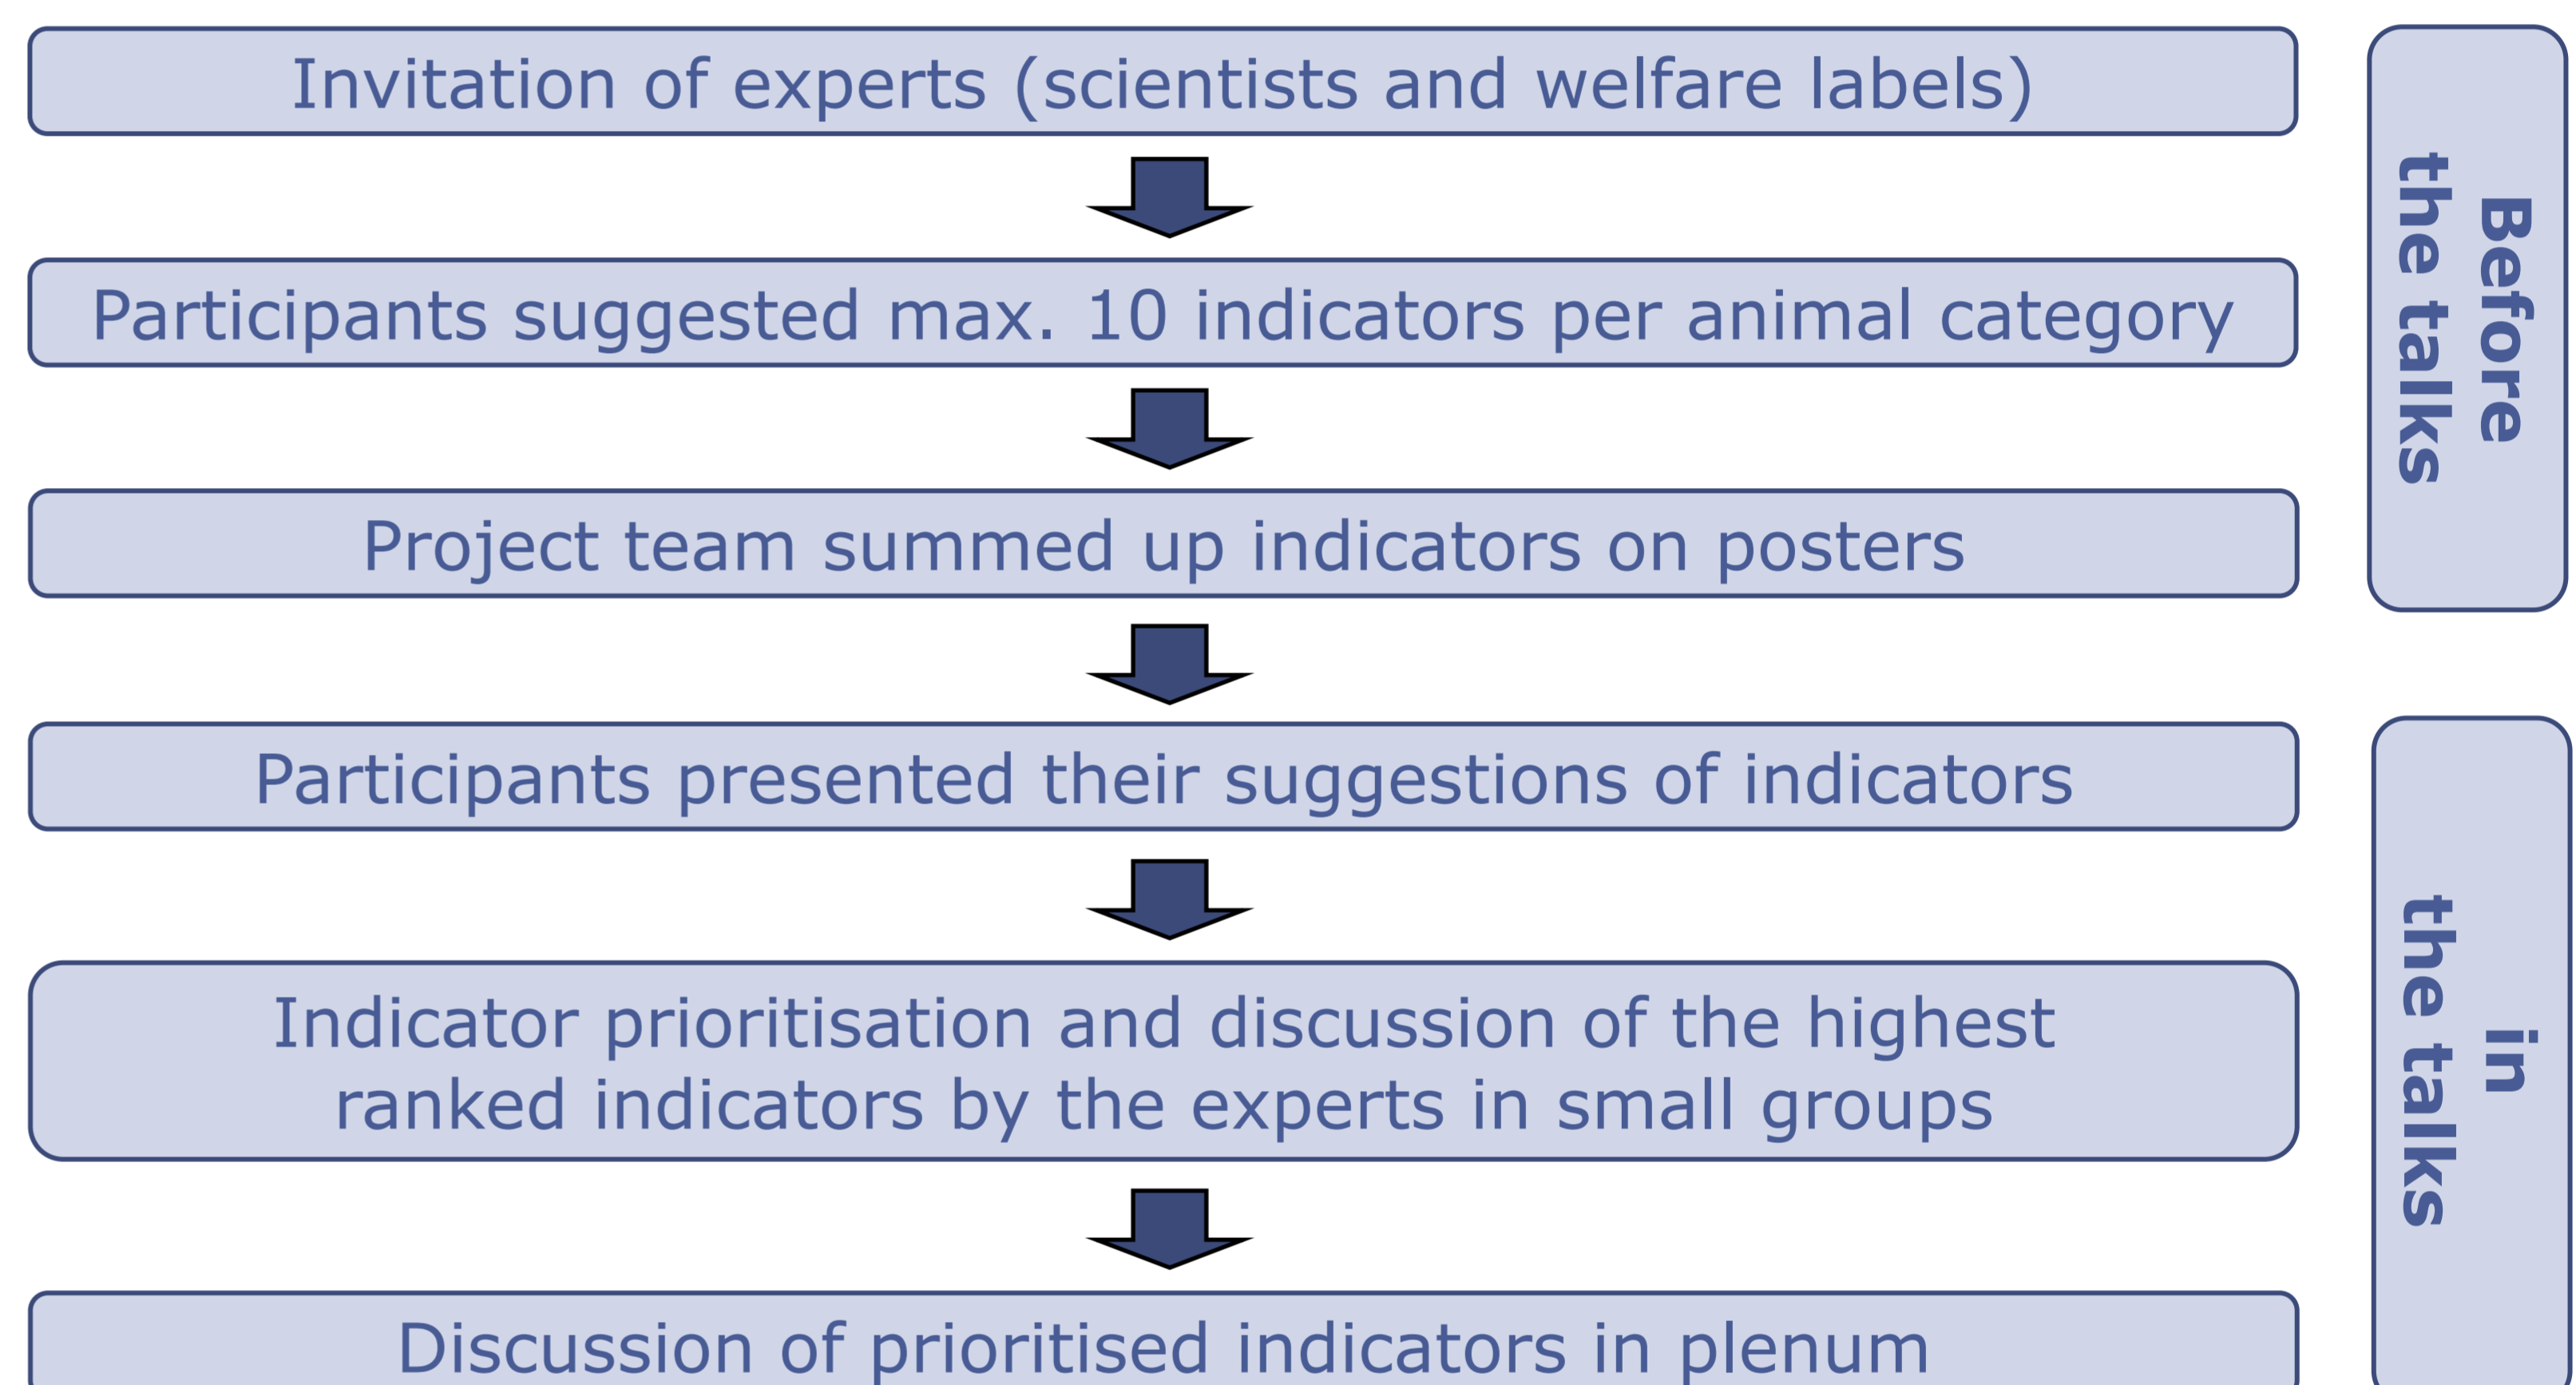 Invitation of experts (scientists and welfare labels)
Participants suggested max. 10 indicators per animal category
Project team summed up indicators on posters
Before
the talks
Participants presented their suggestions of indicators
Indicator prioritisation and discussion of the highest
ranked indicators by the experts in small groups
Discussion of prioritised indicators in plenum
in
the talks